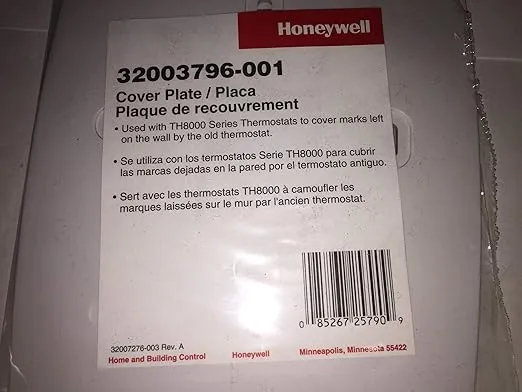 Honeywell
32003796-001
Cover Plate / Placa
Plaque de recouvrement
• Used with TH8000 Series Thermostats to cover marks left
on the wall by the old thermostat.
• Se utiliza con los termostatos Serie TH8000 para cubrir
las marcas dejadas en la pared por el termostato antiguo.
• Sert avec les thermostats TH8000 à camoufler les
marques laissées sur le mur par l'ancien thermostat.
0 85267 25790 9
32007276-003 Rev. A
Home and Building Control Honeywell Minneapolis, Minnesota 55422